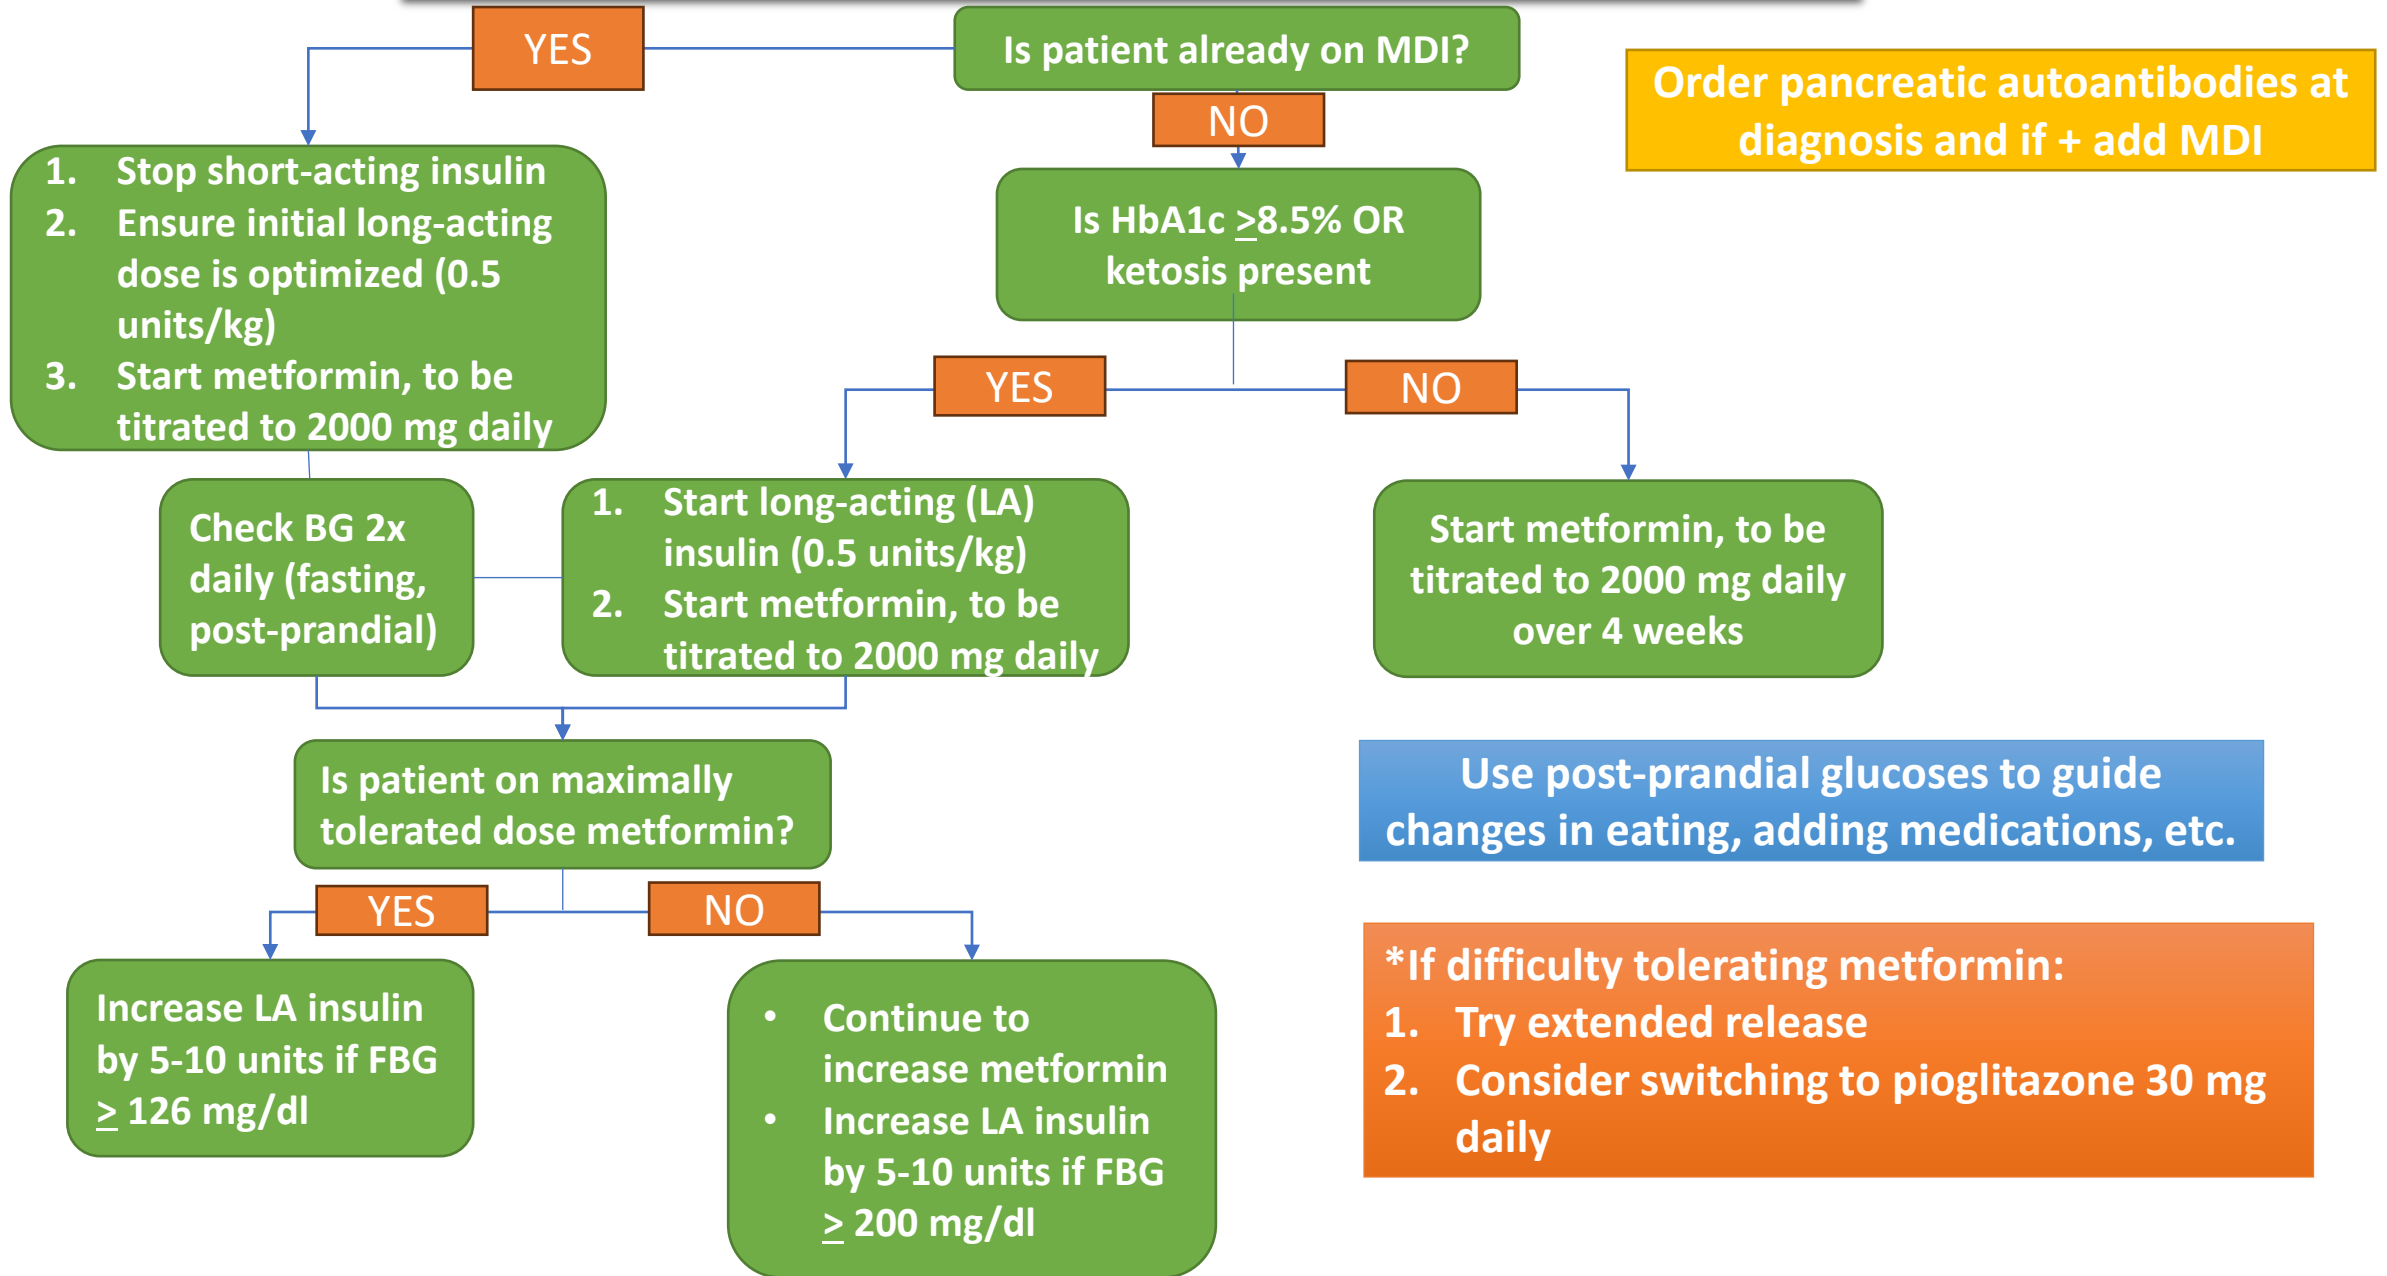 YES
Is patient already on MDI?
Order pancreatic autoantibodies at
diagnosis and if + add MDI
NO
1. Stop short-acting insulin
2. Ensure initial long-acting
dose is optimized (0.5
units/kg)
3. Start metformin, to be
titrated to 2000 mg daily
Is HbA1c ≥8.5% OR
ketosis present
YES
NO
Check BG 2x
daily (fasting,
post-prandial)
1. Start long-acting (LA)
insulin (0.5 units/kg)
2. Start metformin, to be
titrated to 2000 mg daily
Start metformin, to be
titrated to 2000 mg daily
over 4 weeks
Is patient on maximally
tolerated dose metformin?
Use post-prandial glucoses to guide
changes in eating, adding medications, etc.
YES
NO
Increase LA insulin
by 5-10 units if FBG
≥ 126 mg/dl
• Continue to
increase metformin
• Increase LA insulin
by 5-10 units if FBG
≥ 200 mg/dl
*If difficulty tolerating metformin:
1. Try extended release
2. Consider switching to pioglitazone 30 mg
daily